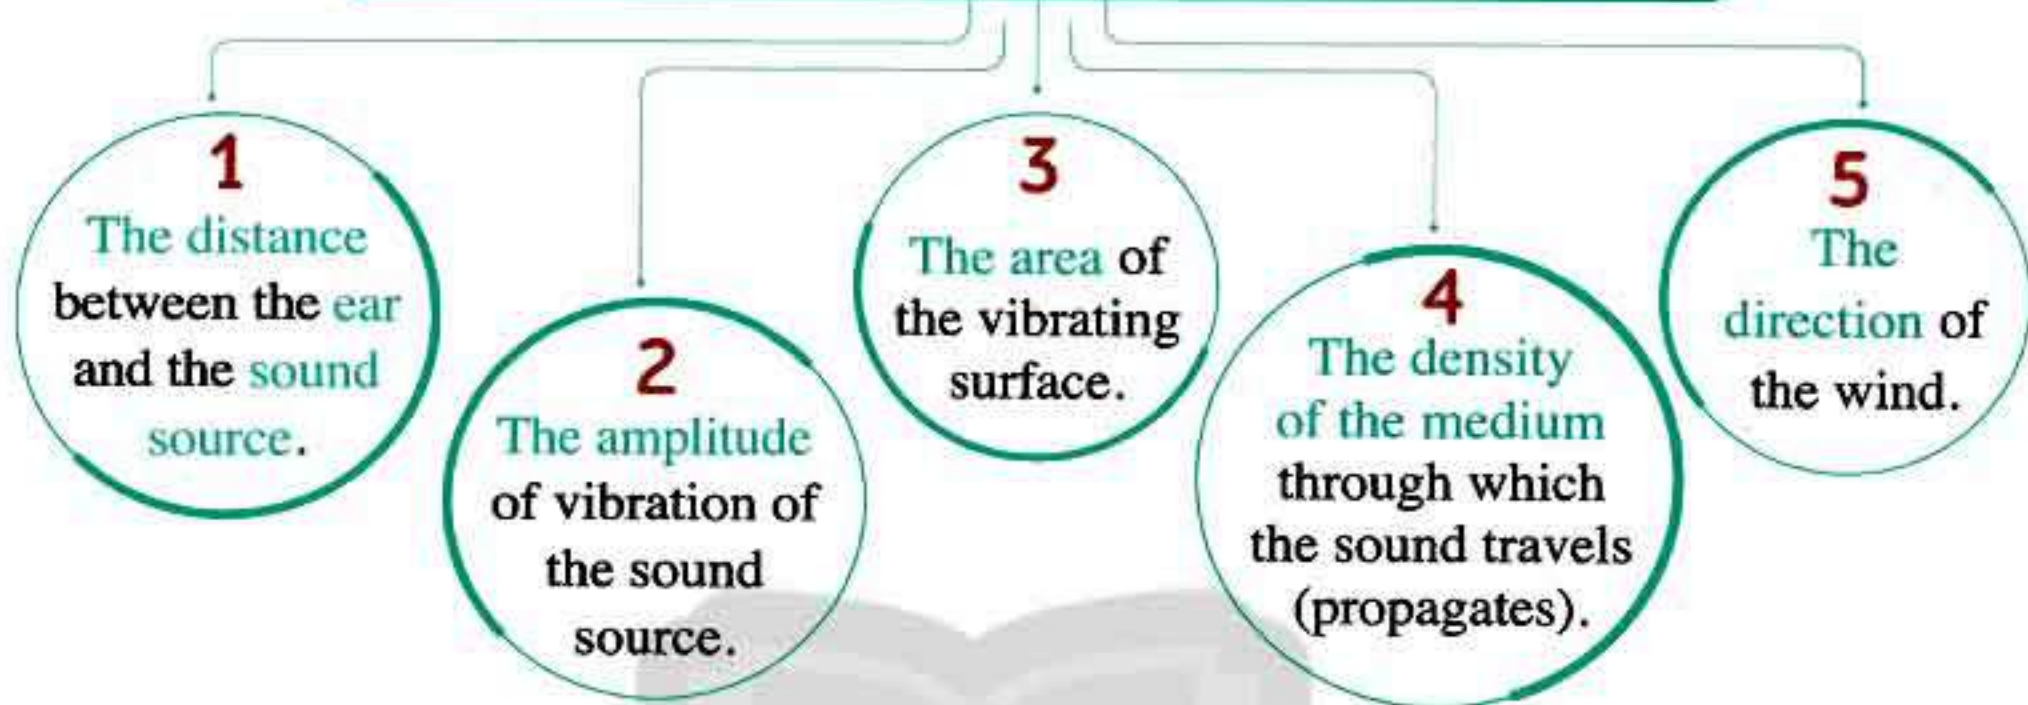 1
The distance
between the ear
and the sound
source.
2
The amplitude
of vibration of
the sound
source.
3
The area of
the vibrating
surface.
4
The density
of the medium
through which
the sound travels
(propagates).
5
The
direction of
the wind.